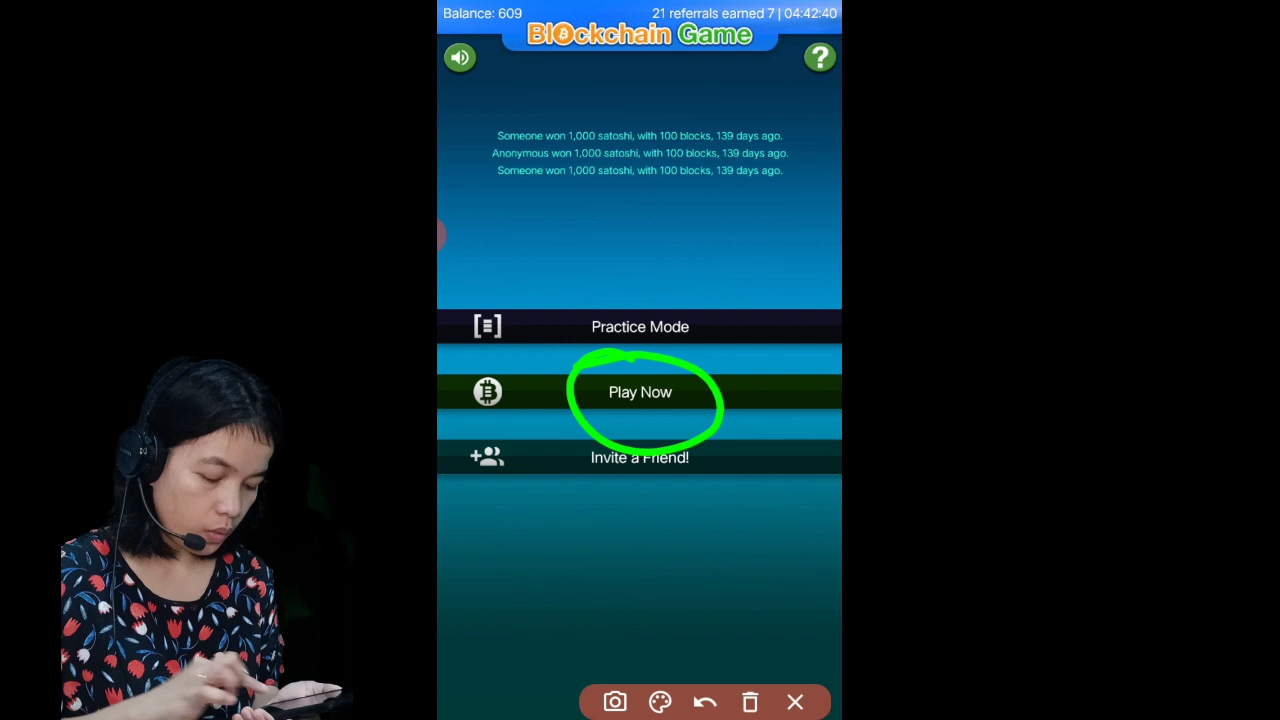 Balance: 609
21 referrals earned 7 | 04:42:40
Blockchain Game
?
Someone won 1,000 satoshi, with 100 blocks, 139 days ago.
Anonymous won 1,000 satoshi, with 100 blocks, 139 days ago.
Someone won 1,000 satoshi, with 100 blocks, 139 days ago.
Practice Mode
Play Now
Invite a Friend!